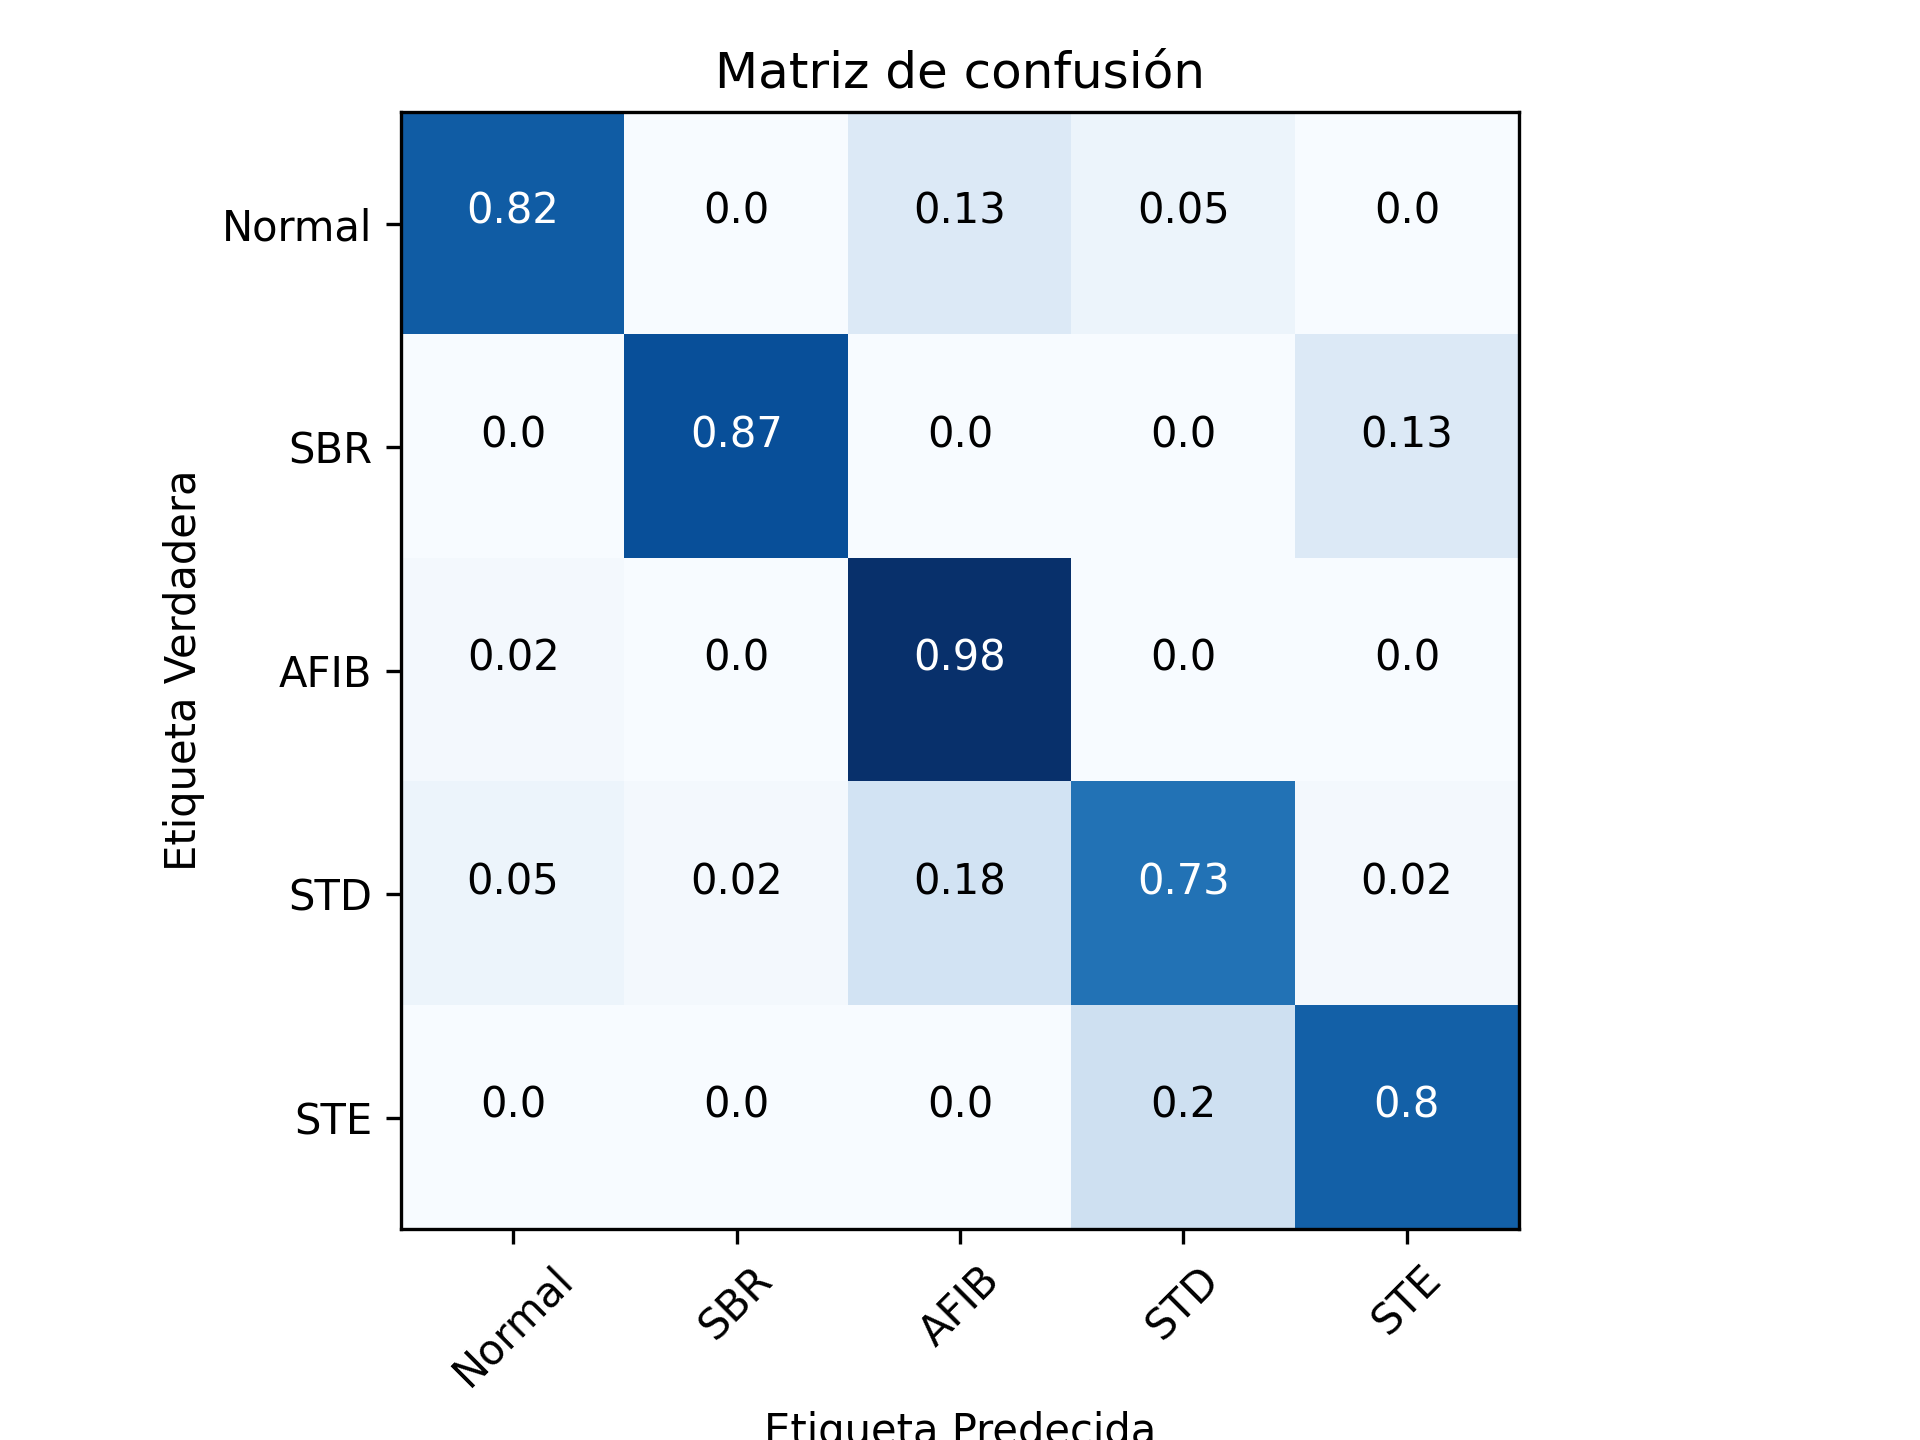 Matriz de confusión
Etiqueta Verdadera
Normal 0.82 0.0 0.13 0.05 0.0
SBR 0.0 0.87 0.0 0.0 0.13
AFIB 0.02 0.0 0.98 0.0 0.0
STD 0.05 0.02 0.18 0.73 0.02
STE 0.0 0.0 0.0 0.2 0.8
Normal SBR AFIB STD STE
Etiqueta Predecida